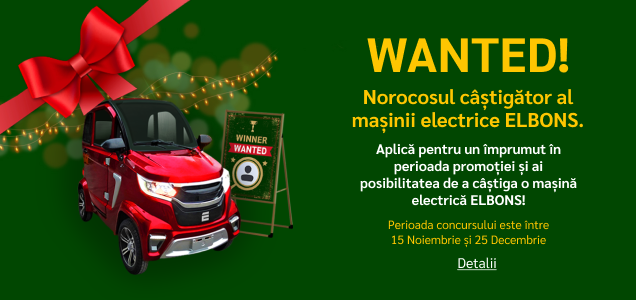 WANTED!
Norocosul câștigător al
mașinii electrice ELBONS.
Aplică pentru un împrumut în
perioada promoției și ai
posibilitatea de a câștiga o mașină
electrică ELBONS!
Perioada concursului este între
15 Noiembrie și 25 Decembrie
Detalii
WINNER
WANTED